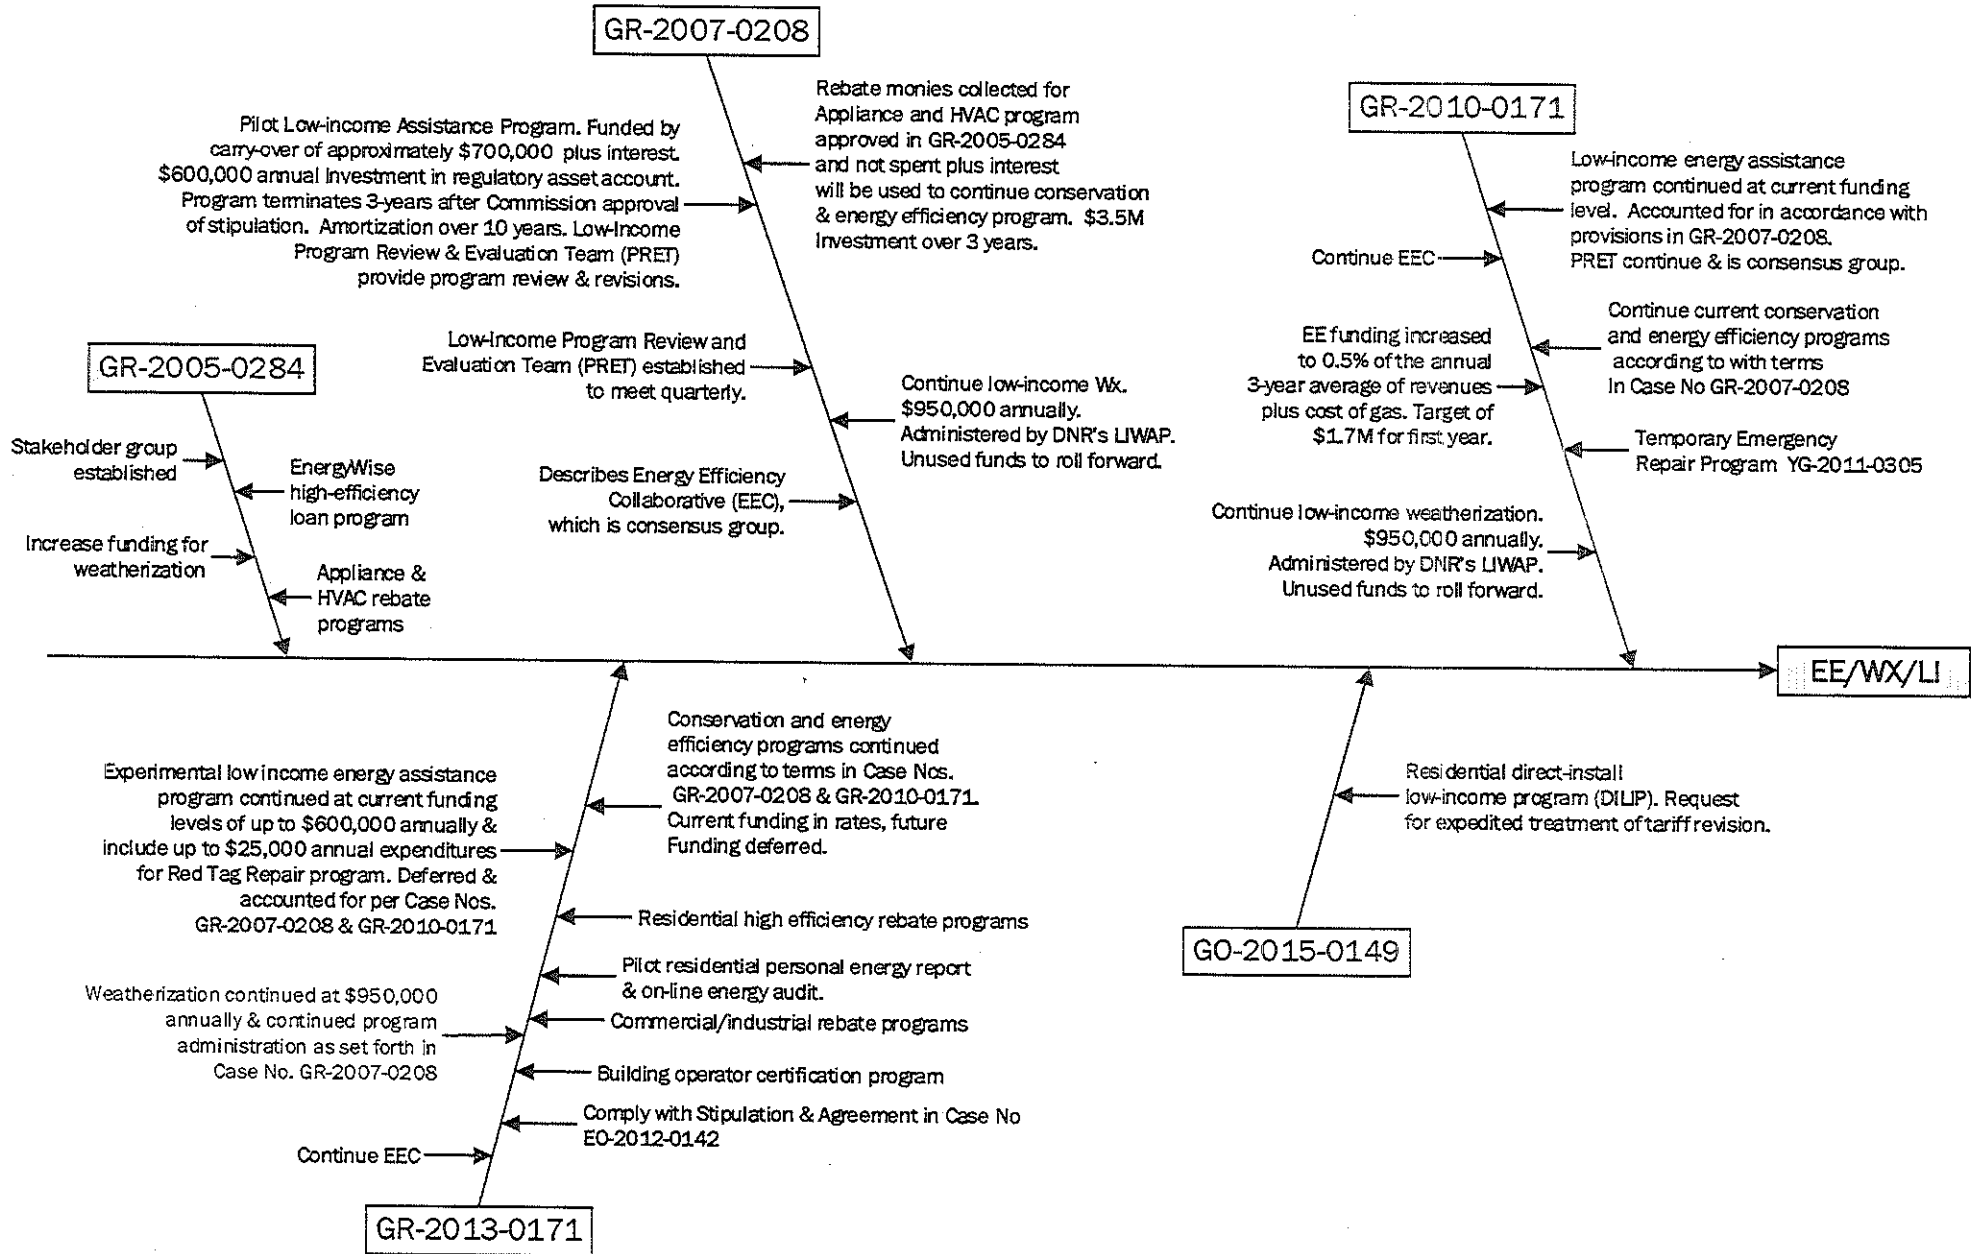 GR-2007-0208
Pilot Low-income Assistance Program. Funded by
carry-over of approximately $700,000 plus interest.
$600,000 annual Investment in regulatory asset account.
Program terminates 3-years after Commission approval
of stipulation. Amortization over 10 years. Low-Income
Program Review & Evaluation Team (PRET)
provide program review & revisions.
Rebate monies collected for
Appliance and HVAC program
approved in GR-2005-0284
and not spent plus interest
will be used to continue conservation
& energy efficiency program. $3.5M
Investment over 3 years.
Low-Income Program Review and
Evaluation Team (PRET) established
to meet quarterly.
Continue low-income Wx.
$950,000 annually.
Administered by DNR's LIWAP.
Unused funds to roll forward.
Describes Energy Efficiency
Collaborative (EEC),
which is consensus group.
GR-2010-0171
Low-income energy assistance
program continued at current funding
level. Accounted for in accordance with
provisions in GR-2007-0208.
PRET continue & is consensus group.
Continue EEC
Continue current conservation
and energy efficiency programs
according to with terms
In Case No GR-2007-0208
EE funding increased
to 0.5% of the annual
3-year average of revenues
plus cost of gas. Target of
$1.7M for first year.
Temporary Emergency
Repair Program YG-2011-0305
Continue low-income weatherization.
$950,000 annually.
Administered by DNR's LIWAP.
Unused funds to roll forward.
GR-2005-0284
Stakeholder group
established
EnergyWise
high-efficiency
loan program
Increase funding for
weatherization
Appliance &
HVAC rebate
programs
EE/WX/LI
Experimental low income energy assistance
program continued at current funding
levels of up to $600,000 annually &
include up to $25,000 annual expenditures
for Red Tag Repair program. Deferred &
accounted for per Case Nos.
GR-2007-0208 & GR-2010-0171
Conservation and energy
efficiency programs continued
according to terms in Case Nos.
GR-2007-0208 & GR-2010-0171.
Current funding in rates, future
Funding deferred.
Residential high efficiency rebate programs
Pilot residential personal energy report
& on-line energy audit.
Weatherization continued at $950,000
annually & continued program
administration as set forth in
Case No. GR-2007-0208
Commercial/industrial rebate programs
Building operator certification program
Comply with Stipulation & Agreement in Case No
EO-2012-0142
Continue EEC
GR-2013-0171
Residential direct-install
low-income program (DILIP). Request
for expedited treatment of tariff revision.
GO-2015-0149